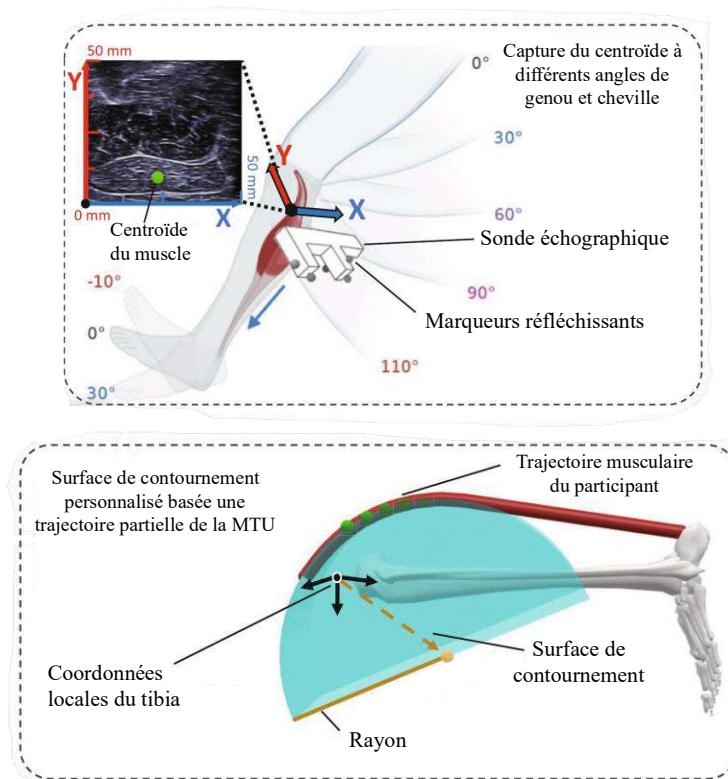 50 mm
Y
0 mm
X
50 mm
Centroïde
du muscle
Y
X
Capture du centroïde à
différents angles de
genou et cheville
0°
30°
60°
90°
110°
Sonde échographique
Marqueurs réfléchissants
-10°
0°
30°
Surface de contournement
personnalisé basée une
trajectoire partielle de la MTU
Trajectoire musculaire
du participant
Coordonnées
locales du tibia
Surface de
contournement
Rayon